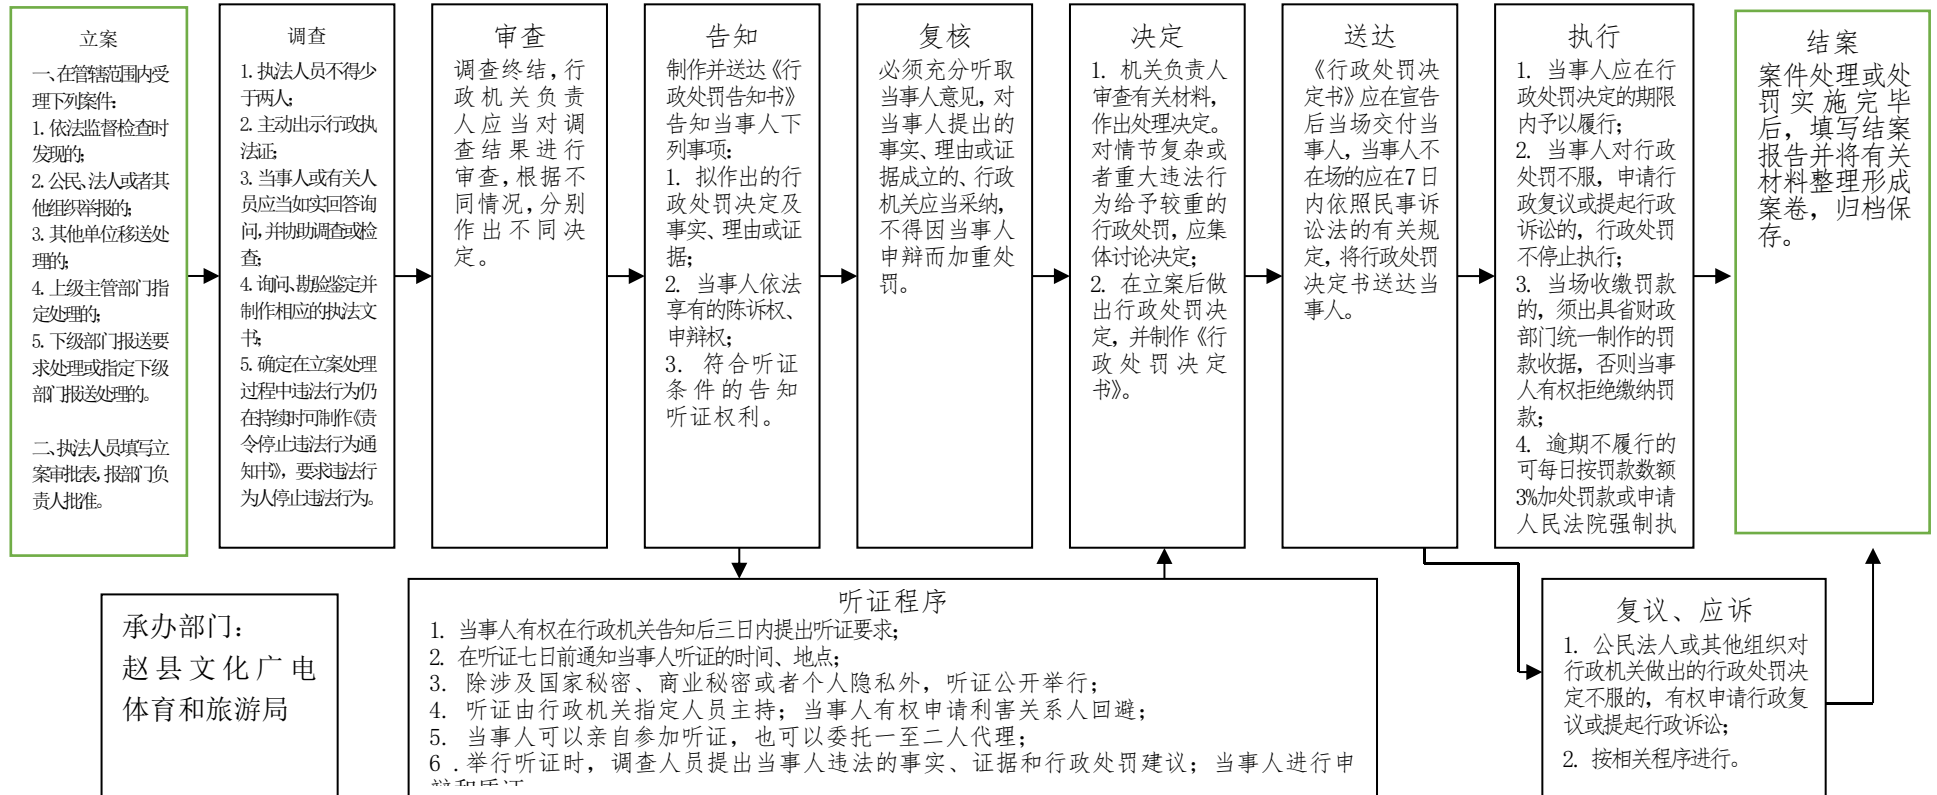 立案
一、在管辖范围内受
理下列案件:
1. 依法监督检查时
发现的;
2. 公民、法人或者其
他组织举报的;
3. 其他单位移送处
理的;
4. 上级主管部门指
定处理的;
5. 下级部门报送要
求处理或指定下级
部门报送处理的。
二、执法人员填写立
案审批表,报部门负
责人批准。
调查
1. 执法人员不得少
于两人;
2. 主动出示行政执
法证;
3. 当事人或有关人
员应当如实回答询
问,并协助调查或检
查;
4. 询问、勘验鉴定并
制作相应的执法文
书;
5. 确定在立案处理
过程中违法行为仍
在持续时可制作《责
令停止违法行为通
知书》, 要求违法行
为人停止违法行为。
审查
调查终结,行
政机关负责
人应当对调
查结果进行
审查,根据不
同情况,分别
作出不同决
定。
告知
制作并送达《行
政处罚告知书》
告知当事人下
列事项:
1. 拟作出的行
政处罚决定及
事实、理由或证
据;
2. 当事人依法
享有的陈诉权、
申辩权;
3. 符合听证
条件的告知
听证权利。
复核
必须充分听取
当事人意见,对
当事人提出的
事实、理由或证
据成立的、行政
机关应当采纳,
不得因当事人
申辩而加重处
罚。
决定
1. 机关负责人
审查有关材料,
作出处理决定。
对情节复杂或
者重大违法行
为给予较重的
行政处罚,应集
体讨论决定;
2. 在立案后做
出行政处罚决
定,并制作《行
政处罚决定
书》。
送达
《行政处罚决
定书》应在宣告
后当场交付当
事人,当事人不
在场的应在7日
内依照民事诉
讼法的有关规
定,将行政处罚
决定书送达当
事人。
执行
1. 当事人应在行
政处罚决定的期限
内予以履行;
2. 当事人对行政
处罚不服, 申请行
政复议或提起行政
诉讼的, 行政处罚
不停止执行;
3. 当场收缴罚款
的, 须出具省财政
部门统一制作的罚
款收据, 否则当事
人有权拒绝缴纳罚
款;
4. 逾期不履行的
可每日按罚款数额
3%加处罚款或申请
人民法院强制执
结案
案件处理或处
罚实施完毕
后, 填写结案
报告并将有关
材料整理形成
案卷, 归档保
存。
承办部门:
赵县文化广电
体育和旅游局
听证程序
1. 当事人有权在行政机关告知后三日内提出听证要求;
2. 在听证七日前通知当事人听证的时间、地点;
3. 除涉及国家秘密、商业秘密或者个人隐私外, 听证公开举行;
4. 听证由行政机关指定人员主持; 当事人有权申请利害关系人回避;
5. 当事人可以亲自参加听证, 也可以委托一至二人代理;
6 .举行听证时, 调查人员提出当事人违法的事实、证据和行政处罚建议; 当事人进行申
复议、应诉
1. 公民法人或其他组织对
行政机关做出的行政处罚决
定不服的, 有权申请行政复
议或提起行政诉讼;
2. 按相关程序进行。